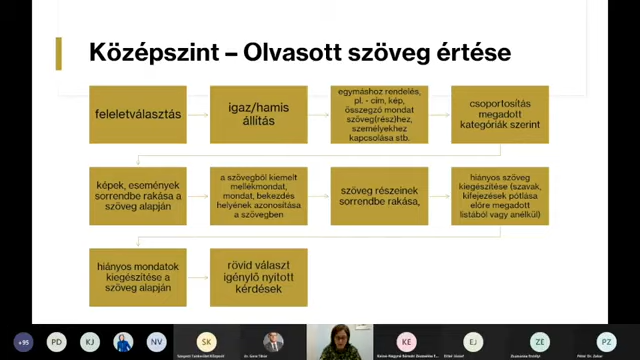 Középszint – Olvasott szöveg értése
feleletválasztás
igaz/hamis
állítás
egymáshoz rendelés,
pl. - cím, kép,
összegző mondat
szöveg(rész)hez,
személyekhez
kapcsolása stb.
csoportosítás
megadott
kategóriák szerint
képek, események
sorrendbe rakása a
szöveg alapján
a szövegből kiemelt
mellékmondat,
mondat, bekezdés
helyének azonosítása
a szövegben
szöveg részeinek
sorrendbe rakása,
hiányos szöveg
kiegészítése (szavak,
kifejezések pótlása
előre megadott
listából vagy anélkül)
hiányos mondatok
kiegészítése a
szöveg alapján
rövid választ
igénylő nyitott
kérdések
+95
PD
KJ
NV
SK
KE
EJ
ZE
PZ